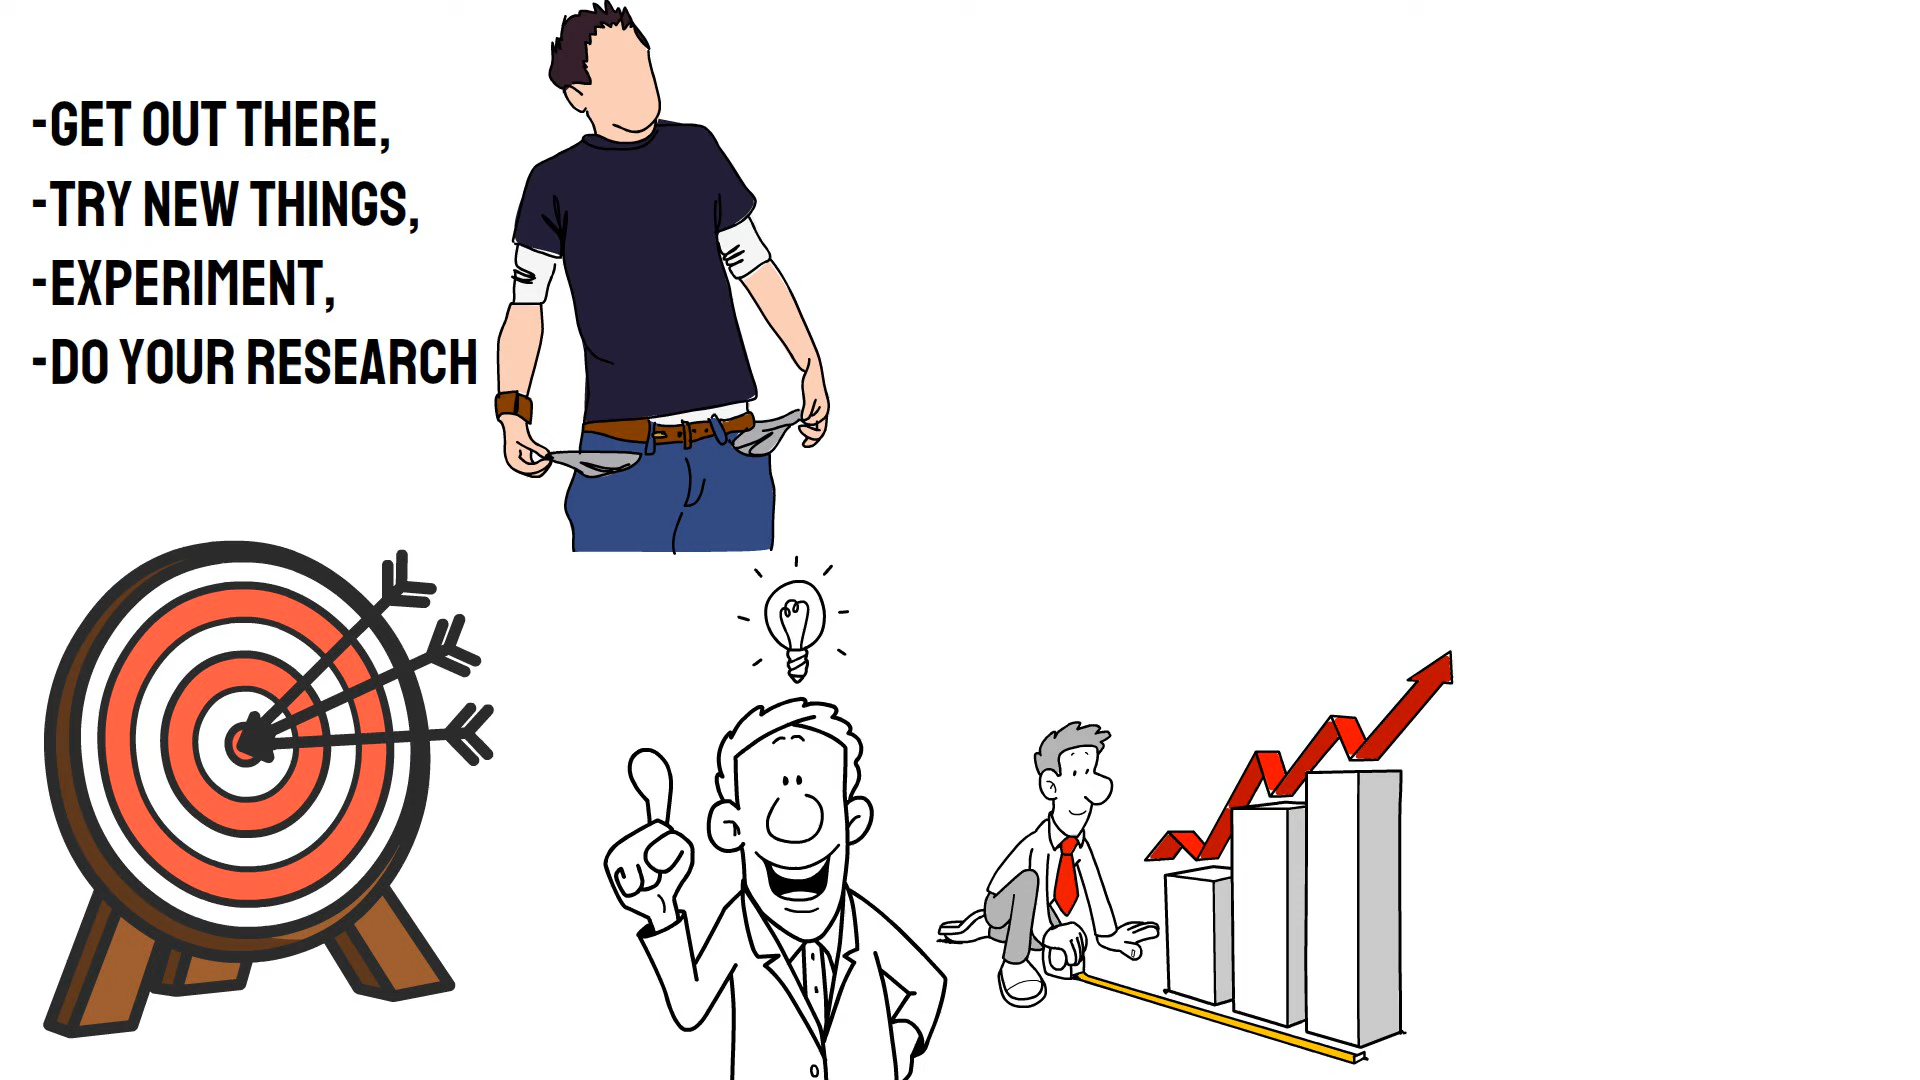 -GET OUT THERE,
-TRY NEW THINGS,
-EXPERIMENT,
-DO YOUR RESEARCH